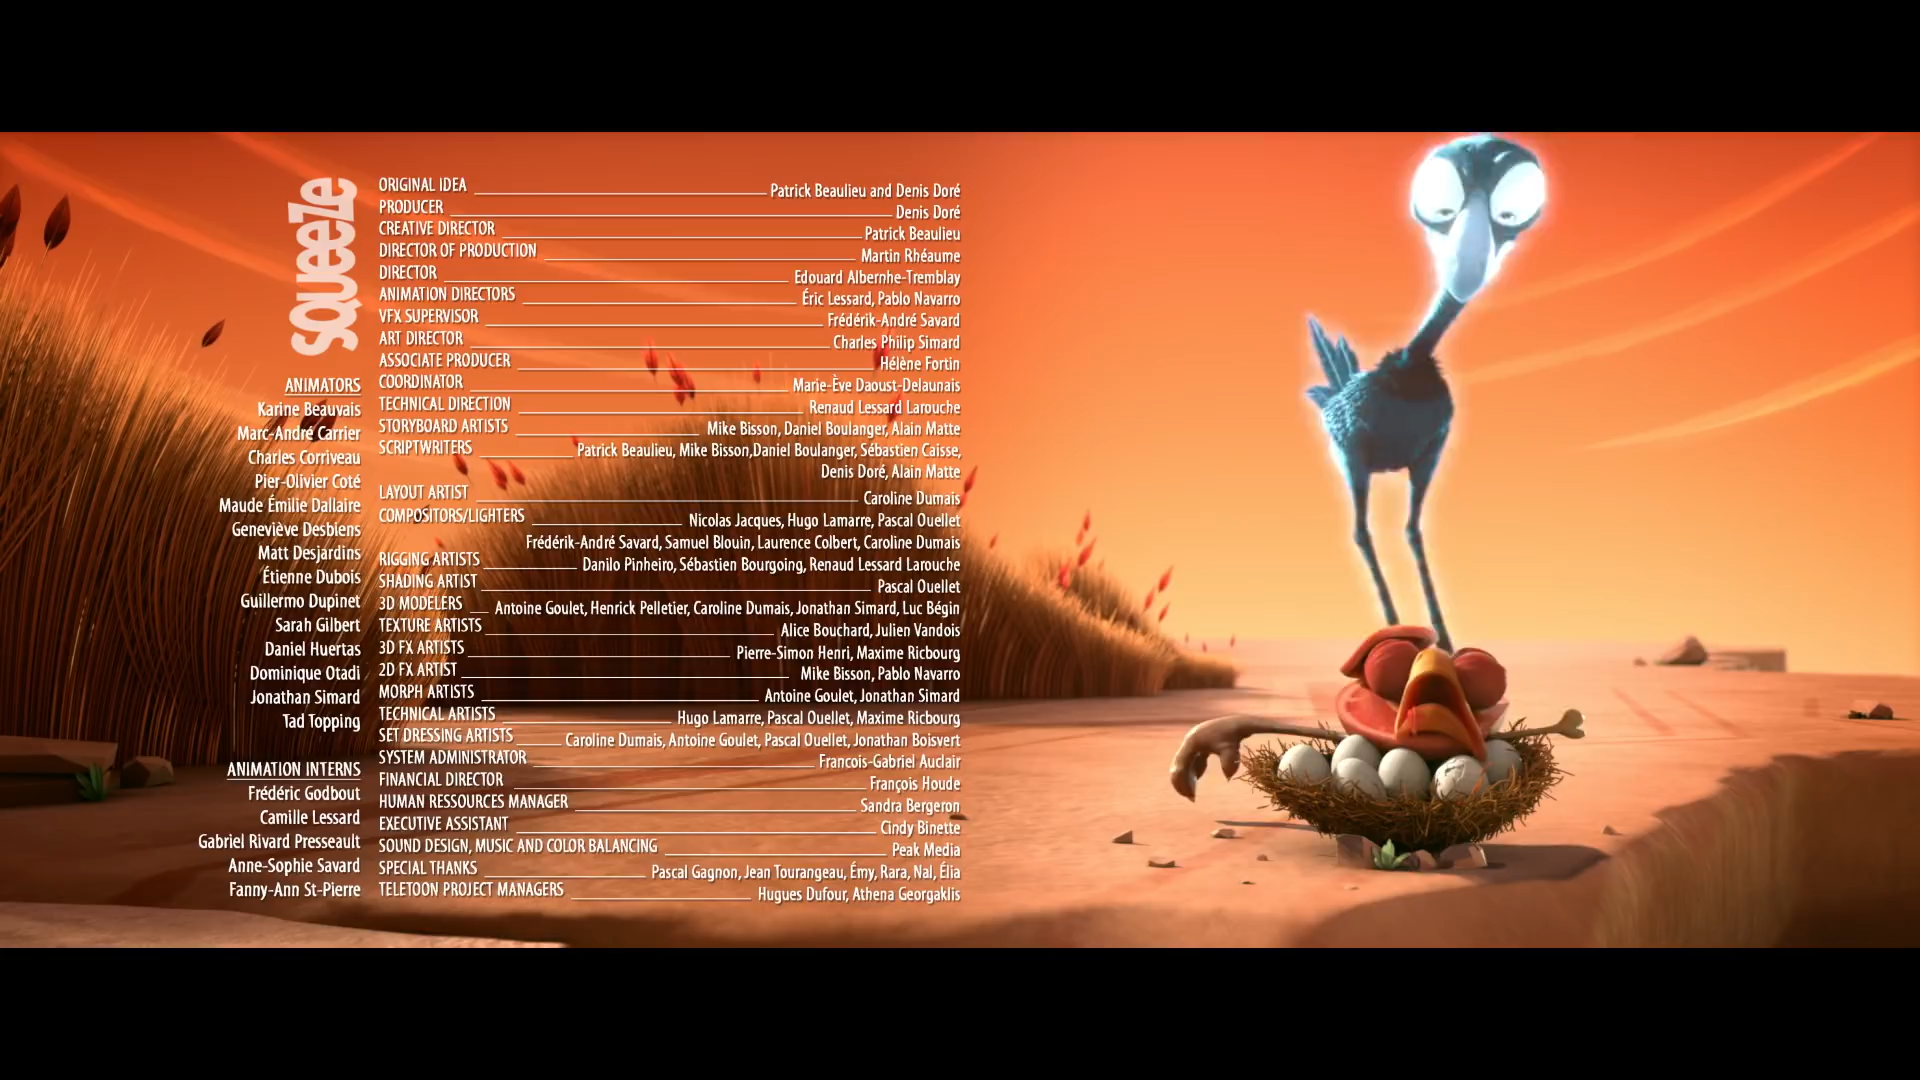 squeeze
ANIMATORS
Karine Beauvais
Marc-André Carrier
Charles Corriveau
Pier-Olivier Coté
Maude Émilie Dallaire
Geneviève Desbiens
Matt Desjardins
Étienne Dubois
Guillermo Dupinet
Sarah Gilbert
Daniel Huertas
Dominique Otadi
Jonathan Simard
Tad Topping
ANIMATION INTERNS
Frédéric Godbout
Camille Lessard
Gabriel Rivard Presseault
Anne-Sophie Savard
Fanny-Ann St-Pierre
ORIGINAL IDEA Patrick Beaulieu and Denis Doré
PRODUCER Denis Doré
CREATIVE DIRECTOR Patrick Beaulieu
DIRECTOR OF PRODUCTION Martin Rhéaume
DIRECTOR Edouard Albernhe-Tremblay
ANIMATION DIRECTORS Éric Lessard, Pablo Navarro
VFX SUPERVISOR Frédérik-André Savard
ART DIRECTOR Charles Philip Simard
ASSOCIATE PRODUCER Hélène Fortin
COORDINATOR Marie-Ève Daoust-Delaunais
TECHNICAL DIRECTION Renaud Lessard Larouche
STORYBOARD ARTISTS Mike Bisson, Daniel Boulanger, Alain Matte
SCRIPTWRITERS Patrick Beaulieu, Mike Bisson,Daniel Boulanger, Sébastien Caisse,
Denis Doré, Alain Matte
LAYOUT ARTIST Caroline Dumais
COMPOSITORS/LIGHTERS Nicolas Jacques, Hugo Lamarre, Pascal Ouellet
Frédérik-André Savard, Samuel Blouin, Laurence Colbert, Caroline Dumais
RIGGING ARTISTS Danilo Pinheiro, Sébastien Bourgoing, Renaud Lessard Larouche
SHADING ARTIST Pascal Ouellet
3D MODELERS Antoine Goulet, Henrick Pelletier, Caroline Dumais, Jonathan Simard, Luc Bégin
TEXTURE ARTISTS Alice Bouchard, Julien Vandois
3D FX ARTISTS Pierre-Simon Henri, Maxime Ricbourg
2D FX ARTIST Mike Bisson, Pablo Navarro
MORPH ARTISTS Antoine Goulet, Jonathan Simard
TECHNICAL ARTISTS Hugo Lamarre, Pascal Ouellet, Maxime Ricbourg
SET DRESSING ARTISTS Caroline Dumais, Antoine Goulet, Pascal Ouellet, Jonathan Boisvert
SYSTEM ADMINISTRATOR Francois-Gabriel Auclair
FINANCIAL DIRECTOR François Houde
HUMAN RESSOURCES MANAGER Sandra Bergeron
EXECUTIVE ASSISTANT Cindy Binette
SOUND DESIGN, MUSIC AND COLOR BALANCING Peak Media
SPECIAL THANKS Pascal Gagnon, Jean Tourangeau, Émy, Rara, Nal, Élia
TELETOON PROJECT MANAGERS Hugues Dufour, Athena Georgaklis